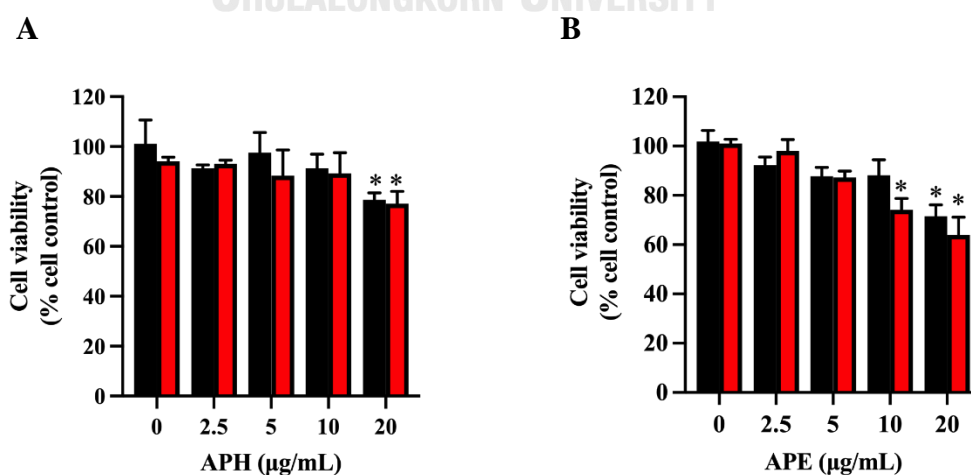 CHULALONGKORN UNIVERSITY
A
B
Cell viability
(% cell control)
120
100
80
60
40
20
0
* *
0 2.5 5 10 20
APH (µg/mL)
Cell viability
(% cell control)
120
100
80
60
40
20
0
* * *
0 2.5 5 10 20
APE (µg/mL)